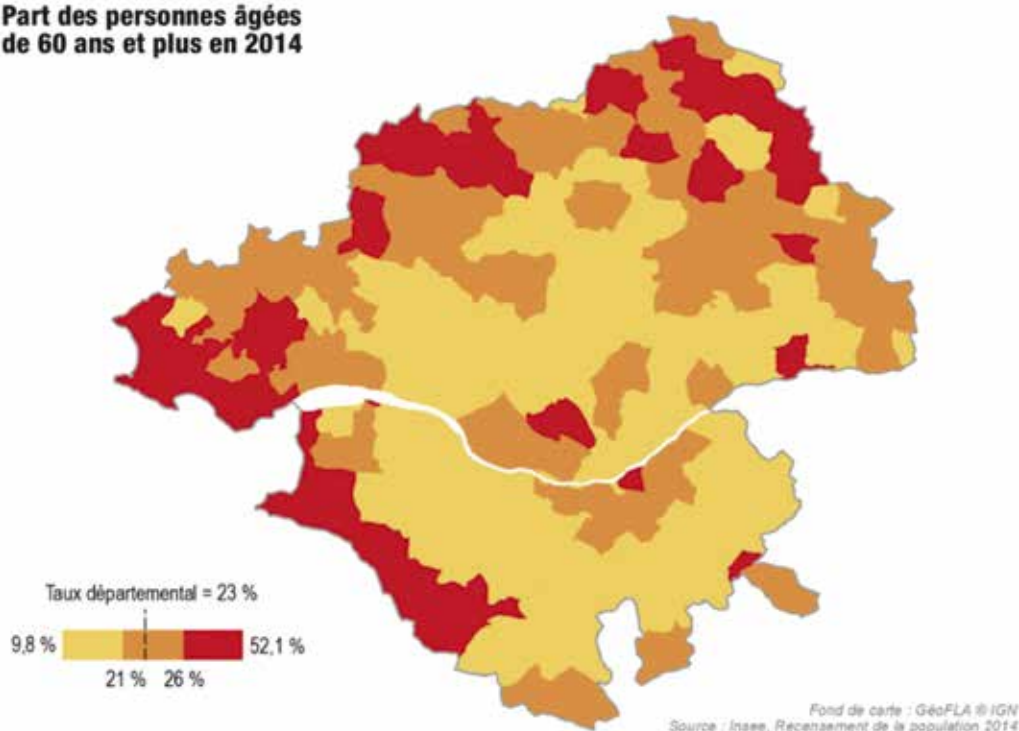 Part des personnes âgées
de 60 ans et plus en 2014
Taux départemental = 23 %
9,8 %
52,1 %
21 %
26 %
Fond de carte : GéoFLA ® IGN
Source : Insee, Recensement de la population 2014